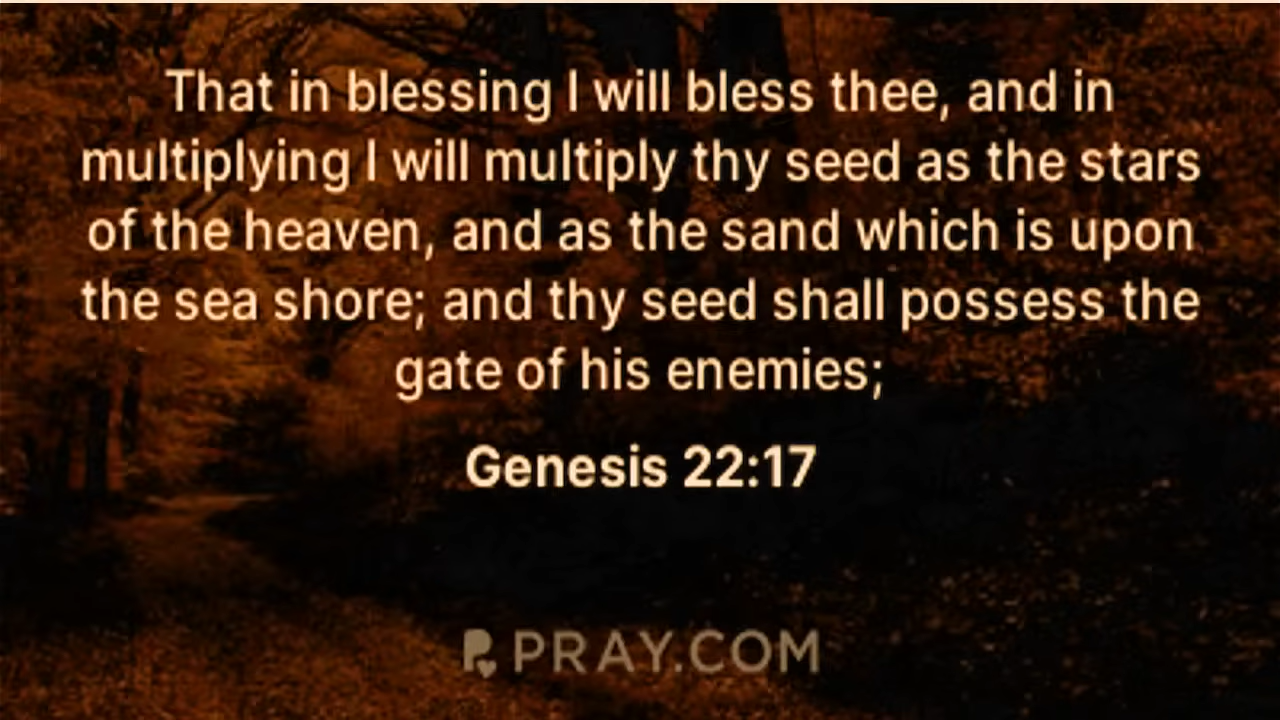 That in blessing I will bless thee, and in
multiplying I will multiply thy seed as the stars
of the heaven, and as the sand which is upon
the sea shore; and thy seed shall possess the
gate of his enemies;
Genesis 22:17
PRAY.COM